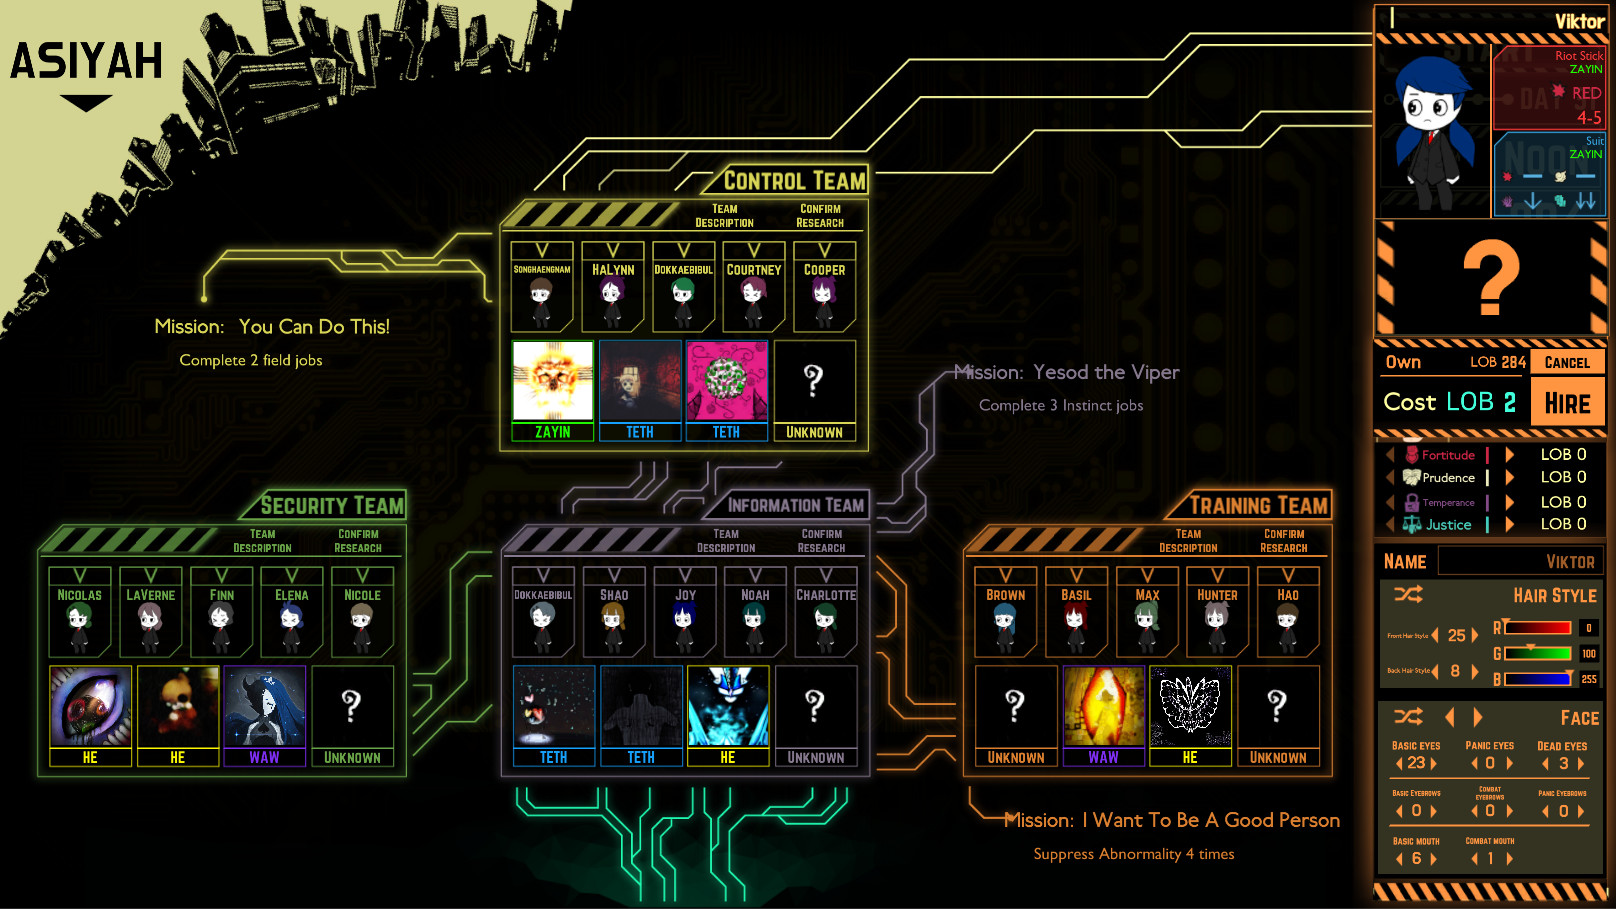 ASIYAH
Mission: You Can Do This!
Complete 2 field jobs
CONTROL TEAM
TEAM DESCRIPTION
CONFIRM RESEARCH
SONGHAENGNAM
HALYNN
DOKKAEBIBUL
COURTNEY
COOPER
ZAYIN
TETH
TETH
?
UNKNOWN
Mission: Yesod the Viper
Complete 3 Instinct jobs
SECURITY TEAM
TEAM DESCRIPTION
CONFIRM RESEARCH
NICOLAS
LAVERNE
FINN
ELENA
NICOLE
HE
HE
WAW
?
UNKNOWN
INFORMATION TEAM
TEAM DESCRIPTION
CONFIRM RESEARCH
DOKKAEBIBUL
SHAO
JOY
NOAH
CHARLOTTE
TETH
TETH
HE
?
UNKNOWN
TRAINING TEAM
TEAM DESCRIPTION
CONFIRM RESEARCH
BROWN
BASIL
MAX
HUNTER
HAO
?
UNKNOWN
WAW
HE
?
UNKNOWN
Mission: I Want To Be A Good Person
Suppress Abnormality 4 times
I Viktor
Riot Stick
ZAYIN
RED
4-5
Suit
ZAYIN
?
Own LOB 284 CANCEL
Cost LOB 2 HIRE
Fortitude I LOB 0
Prudence I LOB 0
Temperance I LOB 0
Justice I LOB 0
NAME VIKTOR
HAIR STYLE
Front Hair Style 25
Back Hair Style 8
R 0
G 100
B 255
FACE
BASIC EYES PANIC EYES DEAD EYES
23 0 3
BASIC EYEBROWS COMBAT EYEBROWS PANIC EYEBROWS
0 0 0
BASIC MOUTH COMBAT MOUTH
6 1